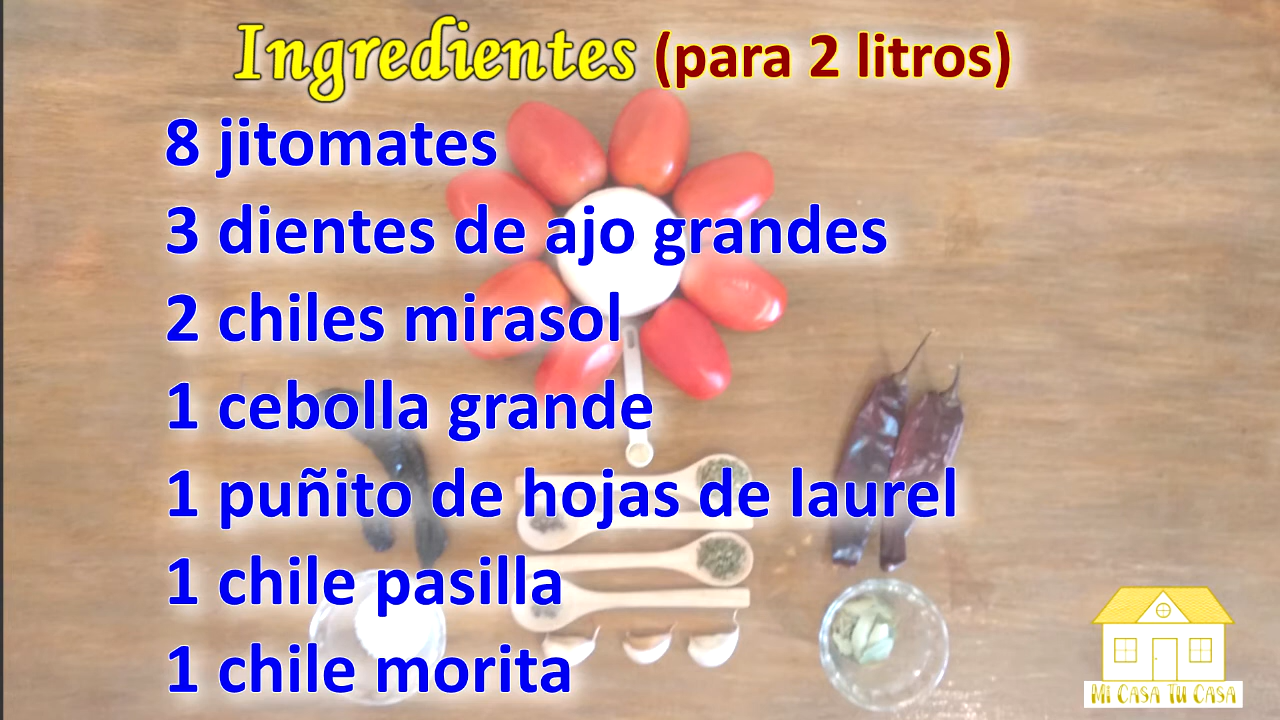 Ingredientes (para 2 litros)
8 jitomates
3 dientes de ajo grandes
2 chiles mirasol
1 cebolla grande
1 puñito de hojas de laurel
1 chile pasilla
1 chile morita
Mi Casa Tu Casa